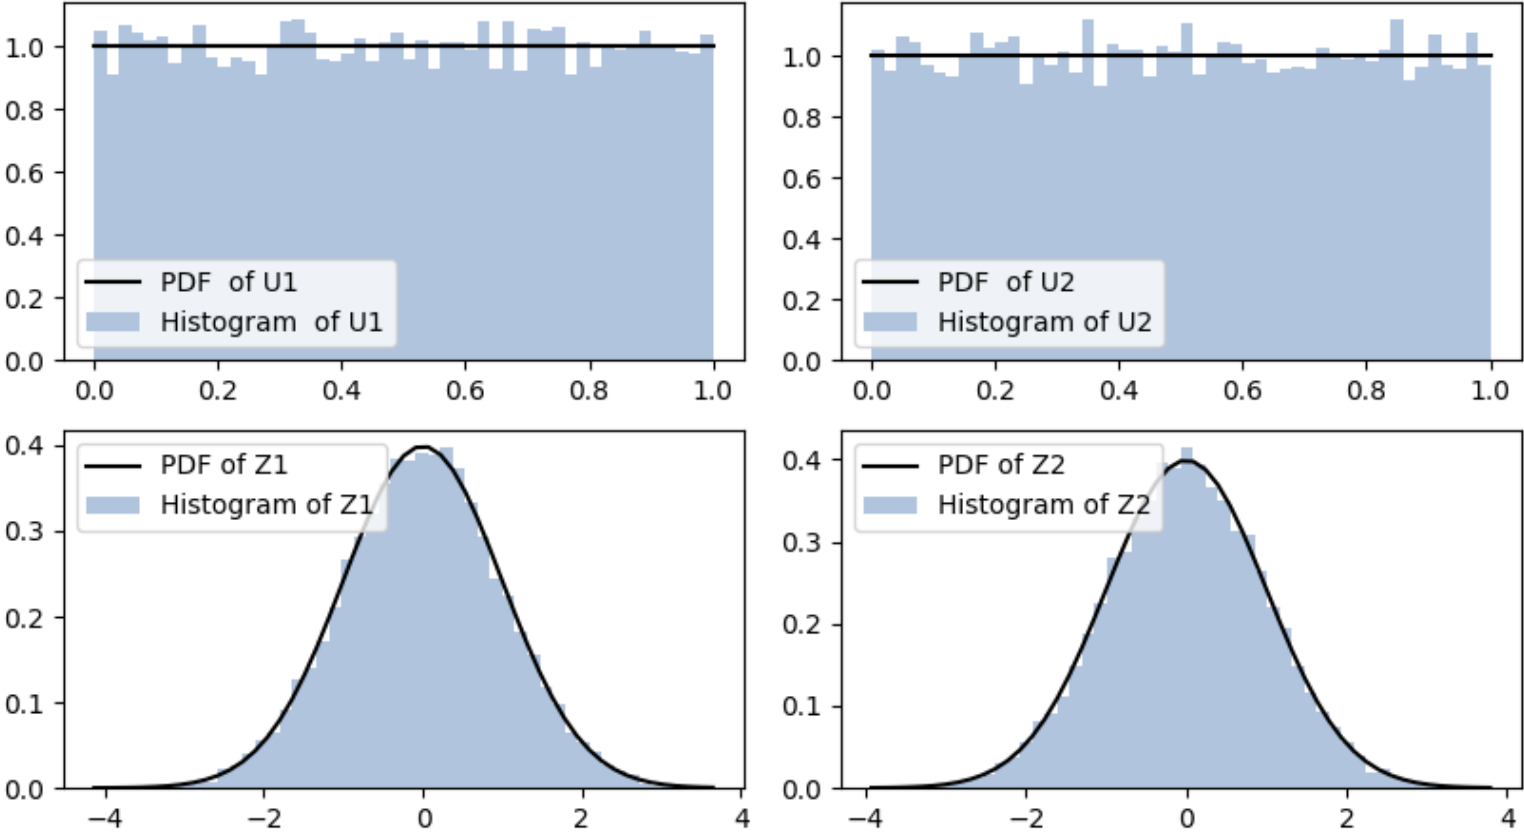 1.0
0.8
0.6
0.4
0.2
0.0
PDF  of U1
Histogram  of U1
0.0 0.2 0.4 0.6 0.8 1.0
1.0
0.8
0.6
0.4
0.2
0.0
PDF  of U2
Histogram of U2
0.0 0.2 0.4 0.6 0.8 1.0
0.4
0.3
0.2
0.1
0.0
PDF of Z1
Histogram of Z1
−4 −2 0 2 4
0.4
0.3
0.2
0.1
0.0
PDF of Z2
Histogram of Z2
−4 −2 0 2 4